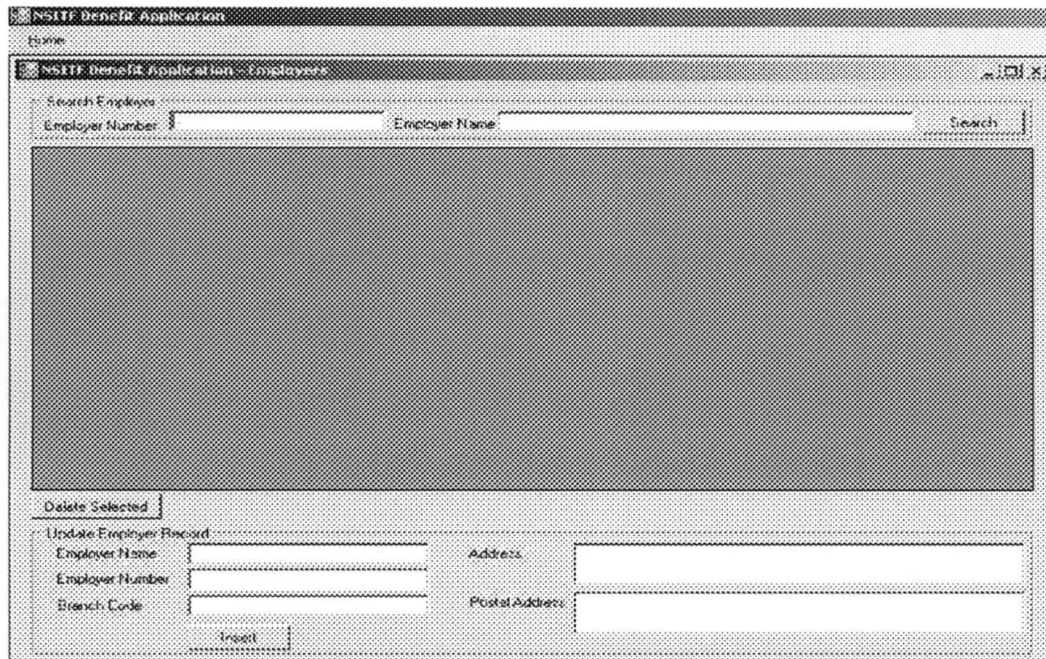 NSITF Benefit Application
Home
NSITF Benefit Application - Employers
Search Employer
Employer Number Employer Name Search
Delete Selected
Update Employer Record
Employer Name Address
Employer Number
Branch Code Postal Address
Insert